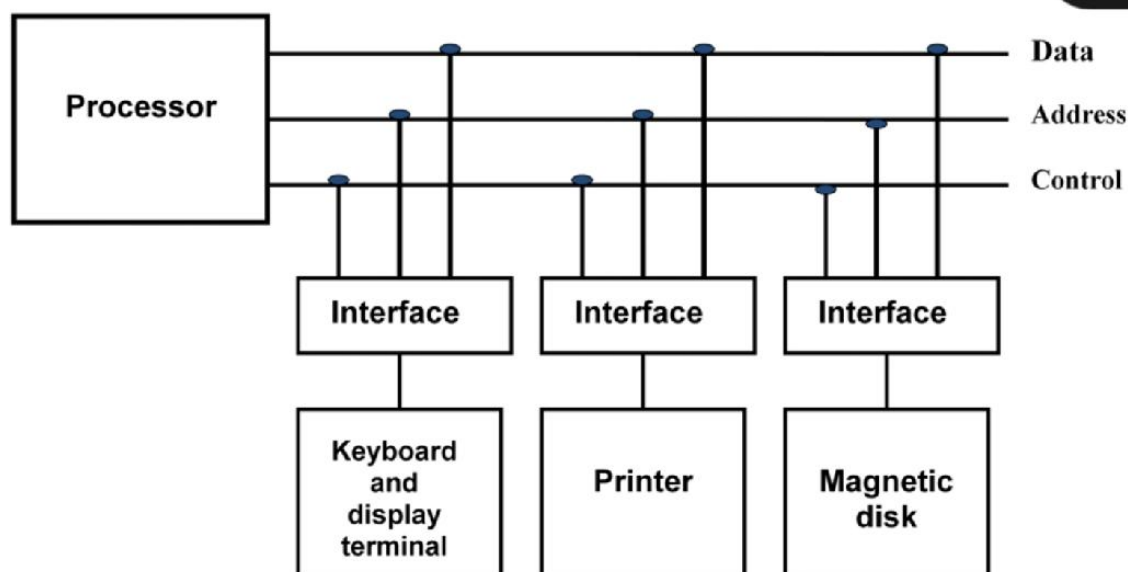 Data
Processor
Address
Control
Interface
Interface
Interface
Keyboard
and
display
terminal
Printer
Magnetic
disk